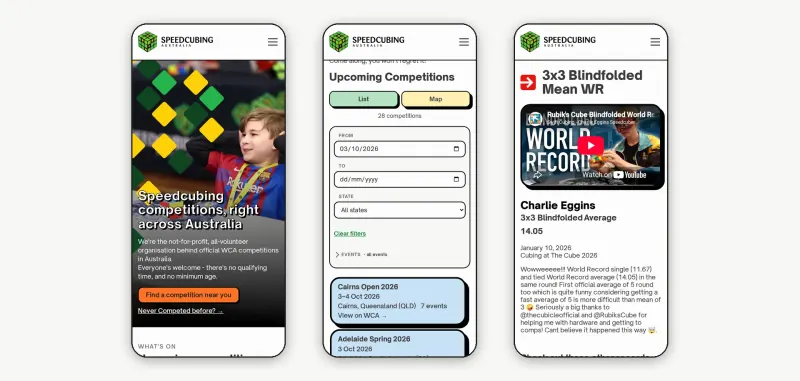 SPEEDCUBING
AUSTRALIA
Speedcubing
competitions, right
across Australia
We're the not-for-profit, all-volunteer
organisation behind official WCA competitions
in Australia
Everyone's welcome - there's no qualifying
time, and no minimum age.
Find a competition near you
Never Competed before? →
WHAT'S ON
SPEEDCUBING
AUSTRALIA
Come along, you won't regret it!
Upcoming Competitions
List
Map
28 competitions
FROM
03/10/2026
TO
dd/mm/yyyy
STATE
All states
Clear filters
EVENTS · all events
Cairns Open 2026
3–4 Oct 2026
Cairns, Queensland (QLD) 7 events
View on WCA →
Adelaide Spring 2026
3 Oct 2026
SPEEDCUBING
AUSTRALIA
3x3 Blindfolded
Mean WR
Rubik's Cube Blindfolded World R
WORLD
RECORD
Watch on YouTube
Charlie Eggins
3x3 Blindfolded Average
14.05
January 10, 2026
Cubing at The Cube 2026
Wowweeeee!!! World Record single (11.67)
and tied World Record average (14.05) in the
same round! First official average of 5 round
too which is quite funny considering getting a
fast average of 5 is more difficult than mean of
3 😜 Seriously a big thanks to
@thecubicleofficial and @RubiksCube for
helping me with hardware and getting to
comps! Cant believe it happened this way 🤯.